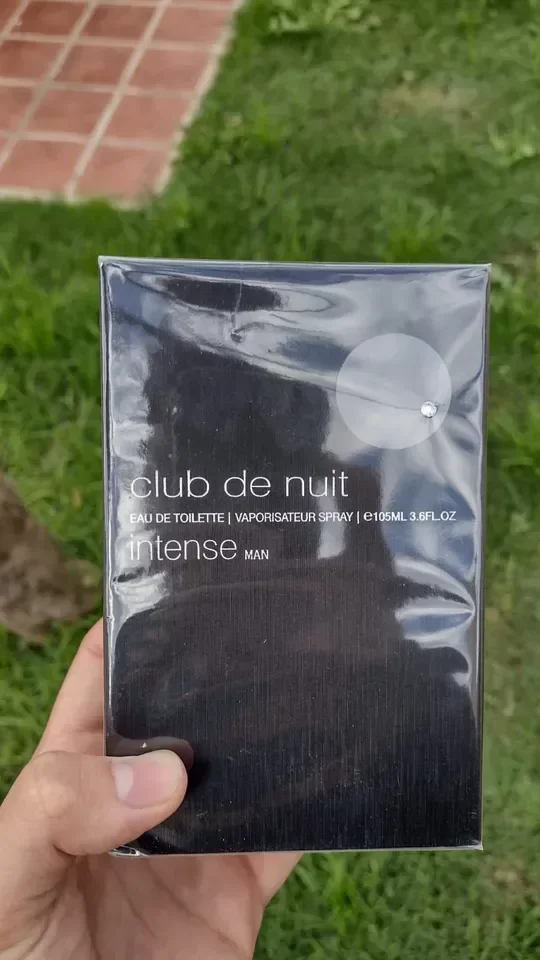 club de nuit
EAU DE TOILETTE | VAPORISATEUR SPRAY | ℮105ML 3.6FL.OZ
intense MAN